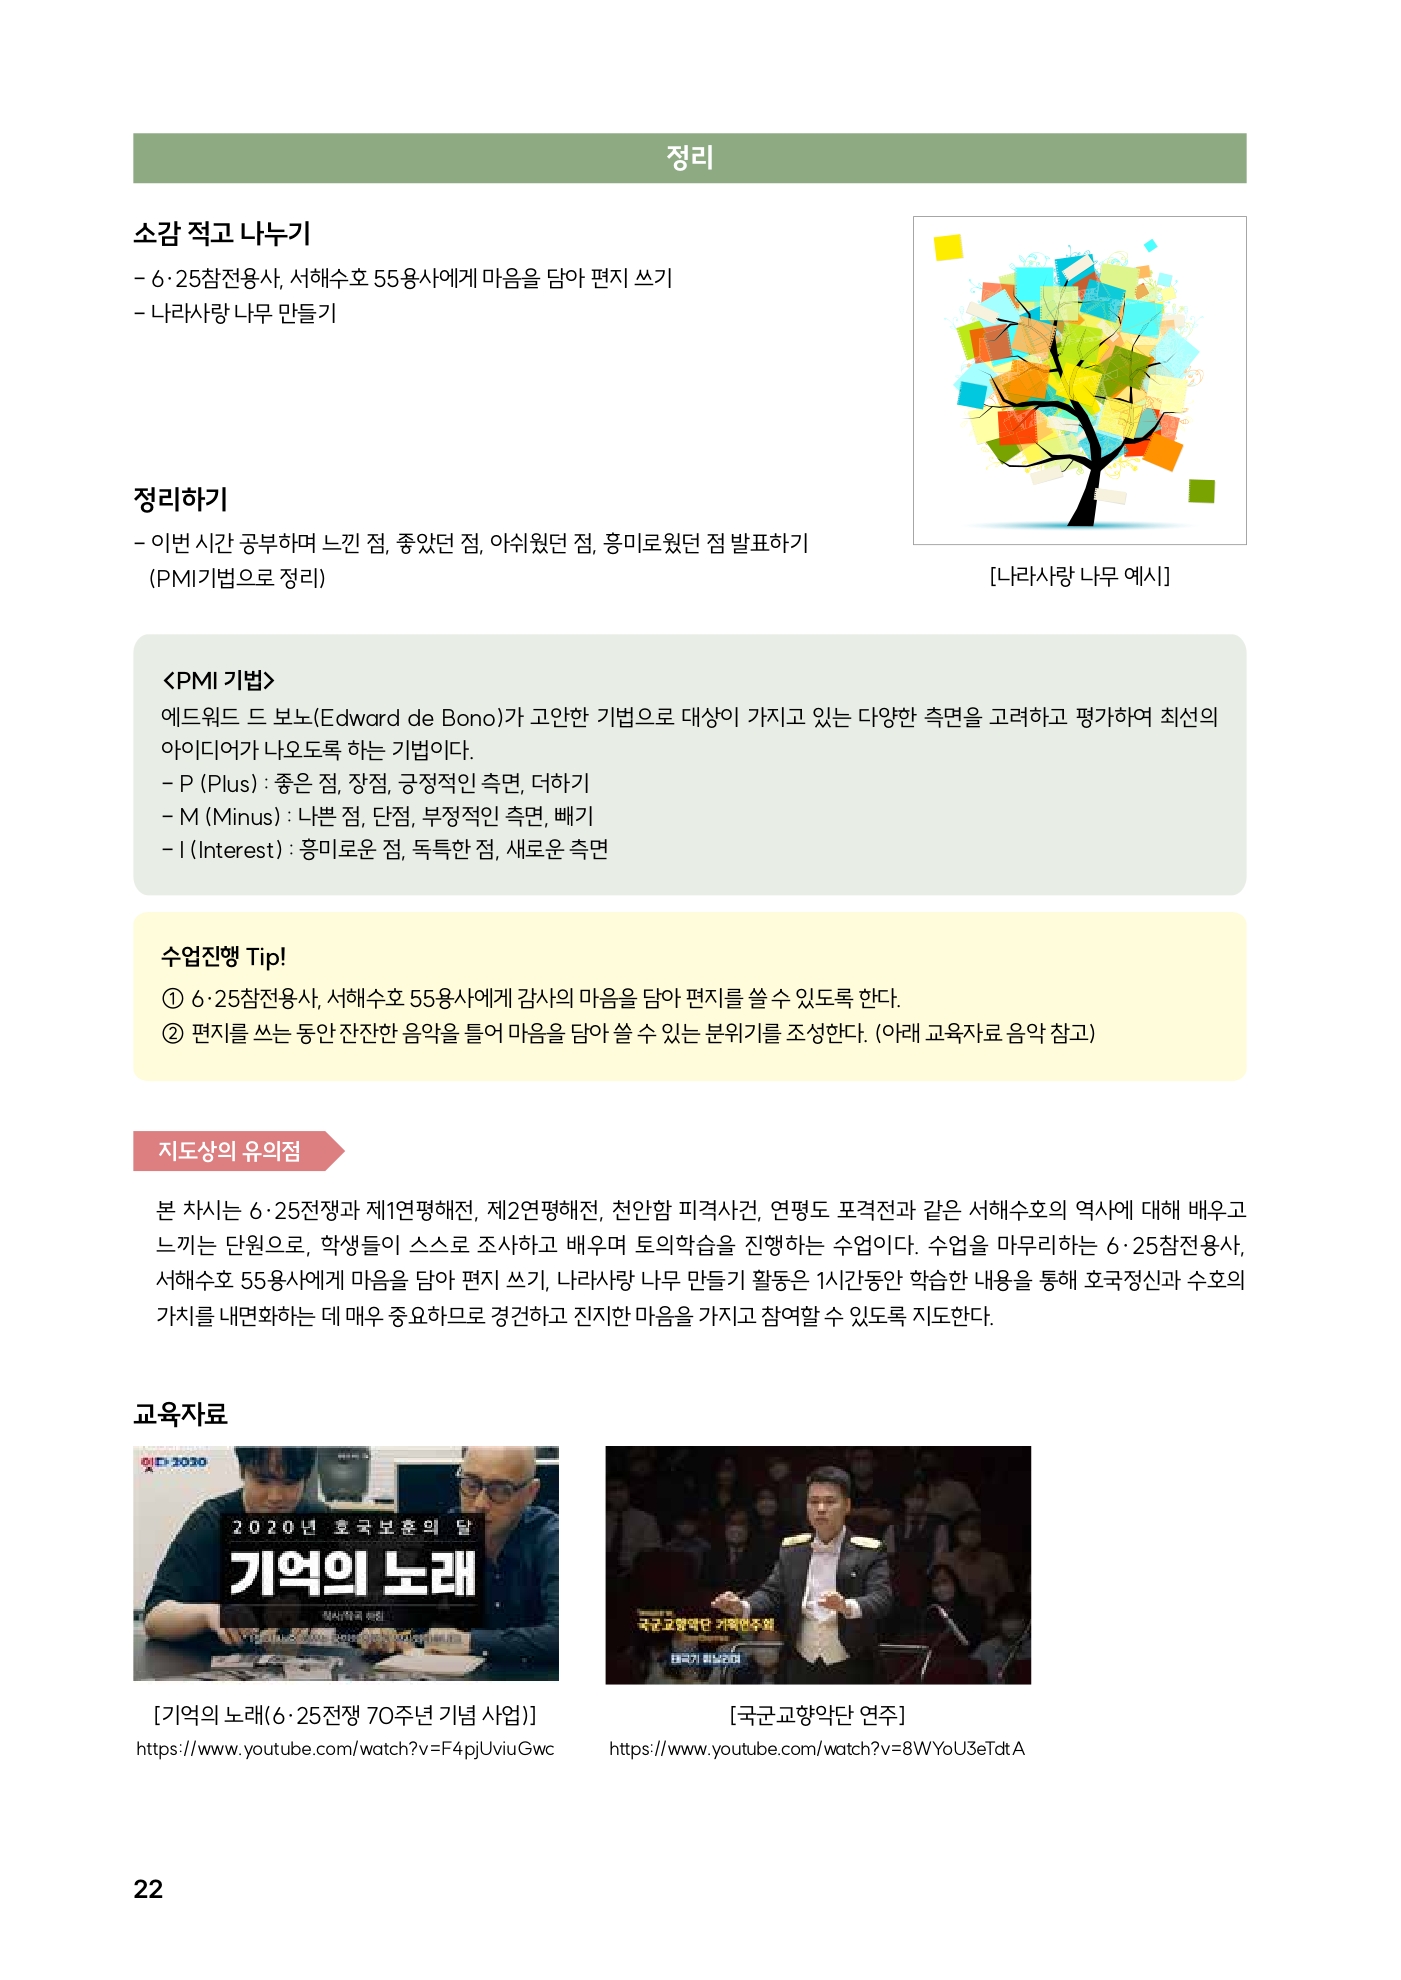 정리
소감 적고 나누기
- 6·25참전용사, 서해수호 55용사에게 마음을 담아 편지 쓰기
- 나라사랑 나무 만들기
정리하기
- 이번 시간 공부하며 느낀 점, 좋았던 점, 아쉬웠던 점, 흥미로웠던 점 발표하기
(PMI기법으로 정리)
[나라사랑 나무 예시]
<PMI 기법>
에드워드 드 보노(Edward de Bono)가 고안한 기법으로 대상이 가지고 있는 다양한 측면을 고려하고 평가하여 최선의
아이디어가 나오도록 하는 기법이다.
- P (Plus) : 좋은 점, 장점, 긍정적인 측면, 더하기
- M (Minus) : 나쁜 점, 단점, 부정적인 측면, 빼기
- I (Interest) : 흥미로운 점, 독특한 점, 새로운 측면
수업진행 Tip!
① 6·25참전용사, 서해수호 55용사에게 감사의 마음을 담아 편지를 쓸 수 있도록 한다.
② 편지를 쓰는 동안 잔잔한 음악을 틀어 마음을 담아 쓸 수 있는 분위기를 조성한다. (아래 교육자료 음악 참고)
지도상의 유의점
본 차시는 6·25전쟁과 제1연평해전, 제2연평해전, 천안함 피격사건, 연평도 포격전과 같은 서해수호의 역사에 대해 배우고
느끼는 단원으로, 학생들이 스스로 조사하고 배우며 토의학습을 진행하는 수업이다. 수업을 마무리하는 6·25참전용사,
서해수호 55용사에게 마음을 담아 편지 쓰기, 나라사랑 나무 만들기 활동은 1시간동안 학습한 내용을 통해 호국정신과 수호의
가치를 내면화하는 데 매우 중요하므로 경건하고 진지한 마음을 가지고 참여할 수 있도록 지도한다.
교육자료
잇다 2020
2020년 호국보훈의 달
기억의 노래
작사/작곡 하림
국군교향악단 기획연주회
태극기 휘날리며
[기억의 노래(6·25전쟁 70주년 기념 사업)]
https://www.youtube.com/watch?v=F4pjUviuGwc
[국군교향악단 연주]
https://www.youtube.com/watch?v=8WYoU3eTdtA
22